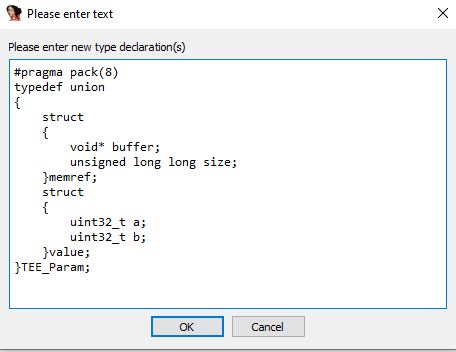 Please enter text
Please enter new type declaration(s)
#pragma pack(8)
typedef union
{
    struct
    {
        void* buffer;
        unsigned long long size;
    }memref;
    struct
    {
        uint32_t a;
        uint32_t b;
    }value;
}TEE_Param;
OK Cancel